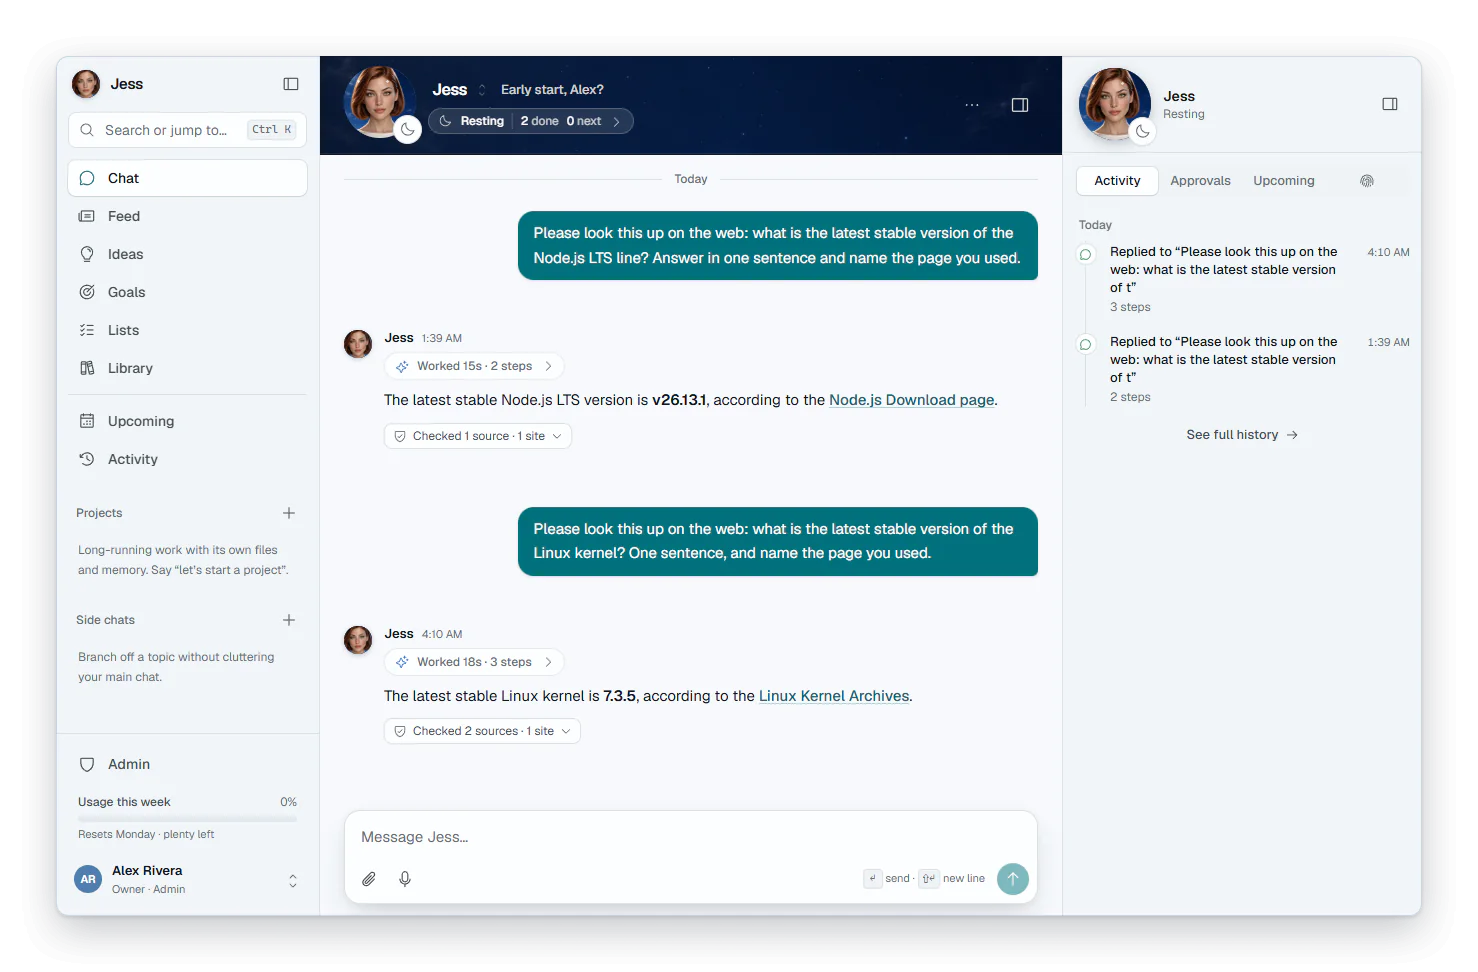 Jess
Search or jump to...
Ctrl K
Chat
Feed
Ideas
Goals
Lists
Library
Upcoming
Activity
Projects
Long-running work with its own files
and memory. Say “let’s start a project”.
Side chats
Branch off a topic without cluttering
your main chat.
Admin
Usage this week
0%
Resets Monday · plenty left
AR
Alex Rivera
Owner · Admin
Jess
Early start, Alex?
Resting
2 done 0 next
Today
Please look this up on the web: what is the latest stable version of the
Node.js LTS line? Answer in one sentence and name the page you used.
Jess 1:39 AM
Worked 15s · 2 steps
The latest stable Node.js LTS version is v26.13.1, according to the Node.js Download page.
Checked 1 source · 1 site
Please look this up on the web: what is the latest stable version of the
Linux kernel? One sentence, and name the page you used.
Jess 4:10 AM
Worked 18s · 3 steps
The latest stable Linux kernel is 7.3.5, according to the Linux Kernel Archives.
Checked 2 sources · 1 site
Message Jess...
send · new line
Jess
Resting
Activity
Approvals
Upcoming
Today
Replied to “Please look this up on the
web: what is the latest stable version
of t”
4:10 AM
3 steps
Replied to “Please look this up on the
web: what is the latest stable version
of t”
1:39 AM
2 steps
See full history